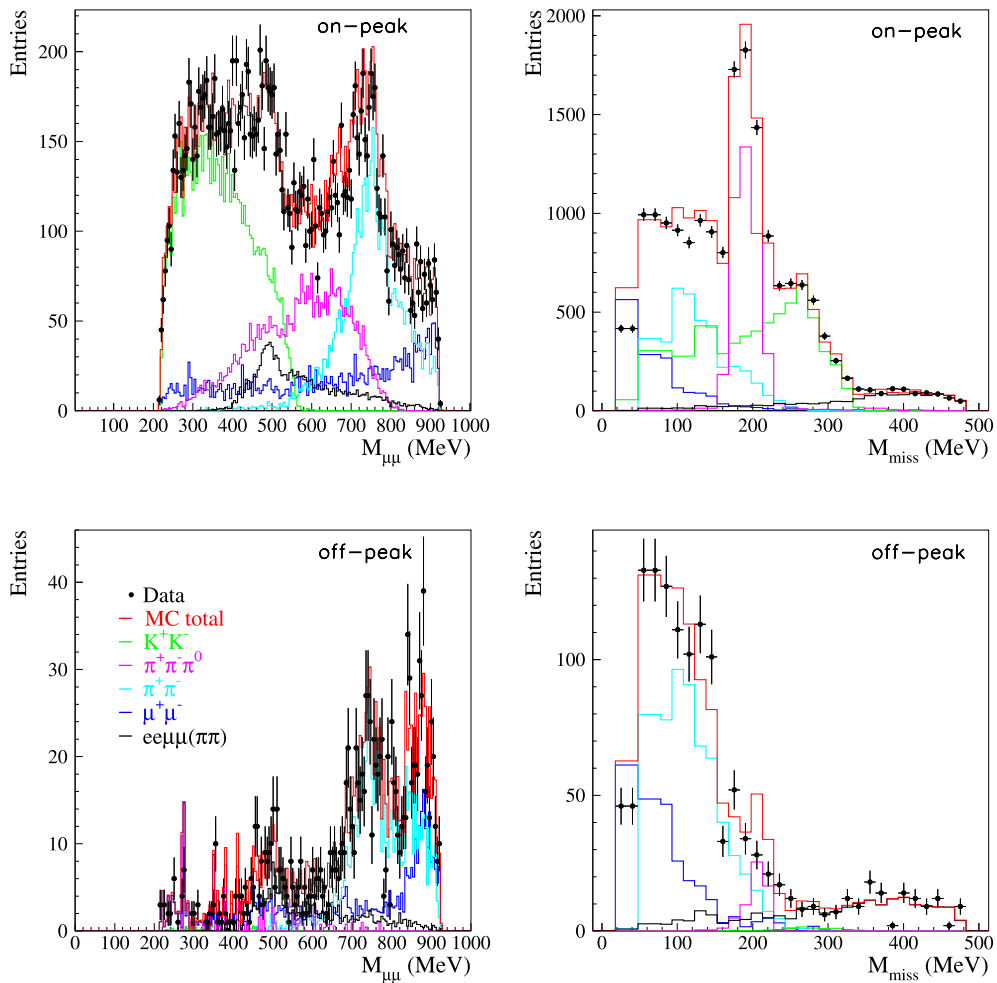 Entries
on-peak
200
150
100
50
0
100 200 300 400 500 600 700 800 900 1000
Mμμ (MeV)
Entries
on-peak
2000
1500
1000
500
0
0 100 200 300 400 500
Mmiss (MeV)
Entries
off-peak
40
30
20
10
0
Data
MC total
K+K-
π+π-π0
π+π-
μ+μ-
eeμμ(ππ)
0 100 200 300 400 500 600 700 800 900 1000
Mμμ (MeV)
Entries
off-peak
100
50
0
0 100 200 300 400 500
Mmiss (MeV)